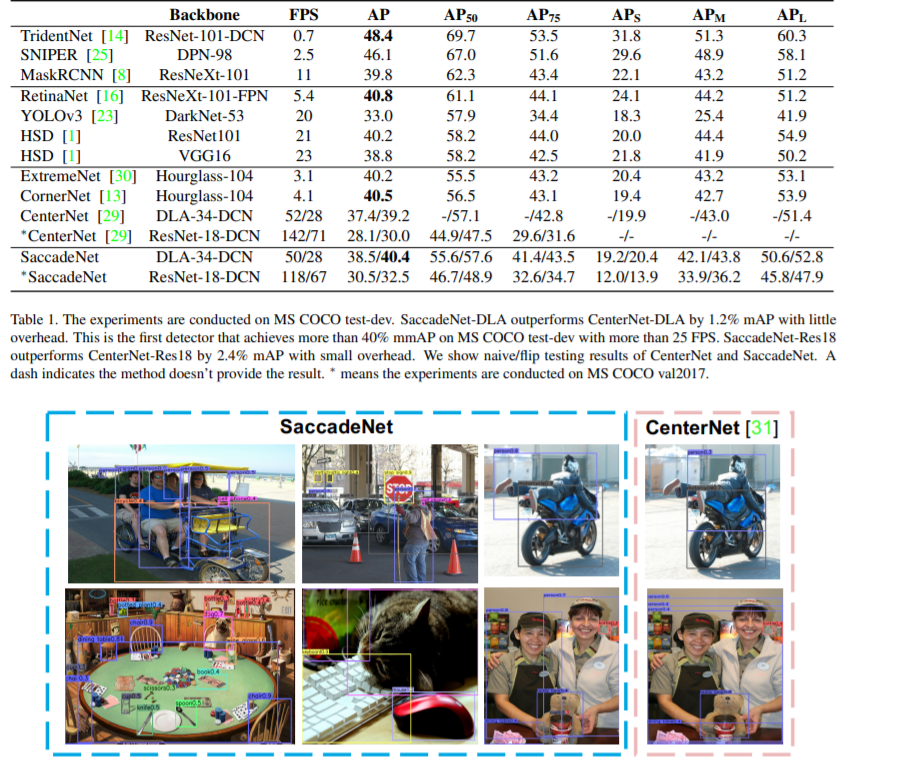 Backbone FPS AP AP50 AP75 APS APM APL
TridentNet [14] ResNet-101-DCN 0.7 48.4 69.7 53.5 31.8 51.3 60.3
SNIPER [25] DPN-98 2.5 46.1 67.0 51.6 29.6 48.9 58.1
MaskRCNN [8] ResNeXt-101 11 39.8 62.3 43.4 22.1 43.2 51.2
RetinaNet [16] ResNeXt-101-FPN 5.4 40.8 61.1 44.1 24.1 44.2 51.2
YOLOv3 [23] DarkNet-53 20 33.0 57.9 34.4 18.3 25.4 41.9
HSD [1] ResNet101 21 40.2 58.2 44.0 20.0 44.4 54.9
HSD [1] VGG16 23 38.8 58.2 42.5 21.8 41.9 50.2
ExtremeNet [30] Hourglass-104 3.1 40.2 55.5 43.2 20.4 43.2 53.1
CornerNet [13] Hourglass-104 4.1 40.5 56.5 43.1 19.4 42.7 53.9
CenterNet [29] DLA-34-DCN 52/28 37.4/39.2 -/57.1 -/42.8 -/19.9 -/43.0 -/51.4
*CenterNet [29] ResNet-18-DCN 142/71 28.1/30.0 44.9/47.5 29.6/31.6 -/- -/- -/-
SaccadeNet DLA-34-DCN 50/28 38.5/40.4 55.6/57.6 41.4/43.5 19.2/20.4 42.1/43.8 50.6/52.8
*SaccadeNet ResNet-18-DCN 118/67 30.5/32.5 46.7/48.9 32.6/34.7 12.0/13.9 33.9/36.2 45.8/47.9
Table 1. The experiments are conducted on MS COCO test-dev. SaccadeNet-DLA outperforms CenterNet-DLA by 1.2% mAP with little
overhead. This is the first detector that achieves more than 40% mmAP on MS COCO test-dev with more than 25 FPS. SaccadeNet-Res18
outperforms CenterNet-Res18 by 2.4% mAP with small overhead. We show naive/flip testing results of CenterNet and SaccadeNet. A
dash indicates the method doesn't provide the result. * means the experiments are conducted on MS COCO val2017.
SaccadeNet
CenterNet [31]
STOP
chair0.9
book0.4
scissors0.3
chair0.9
knife0.5
spoon0.5